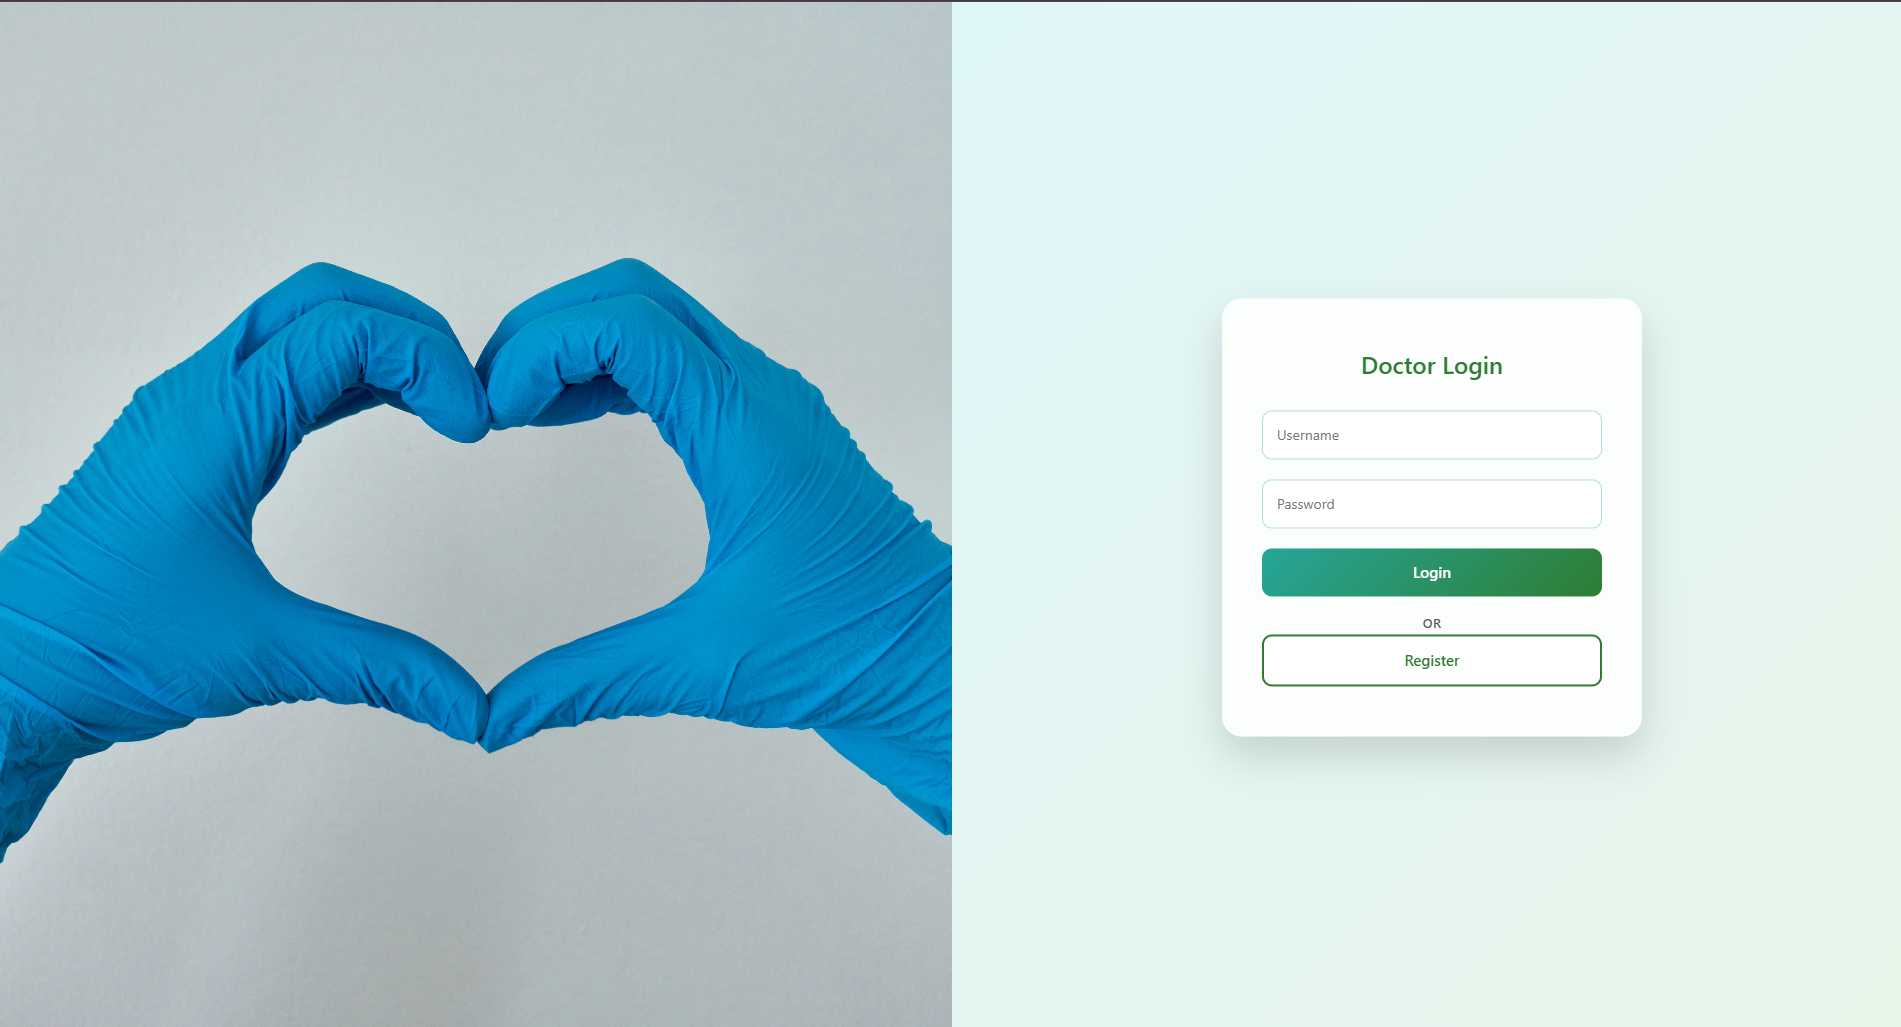 Doctor Login
Username
Password
Login
OR
Register